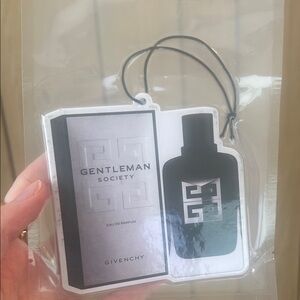 GENTLEMAN
SOCIETY
EAU DE PARFUM
GIVENCHY